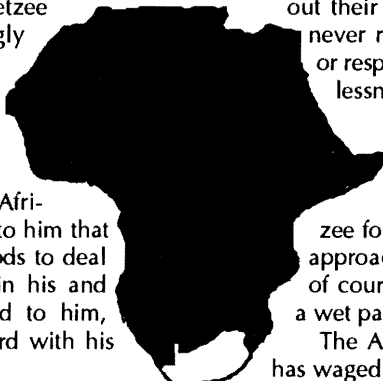 etzee
gly
Afri-
to him that
ods to deal
in his and
d to him,
rd with his
out their
never r
or resp
lessn
zee fo
approac
of cour
a wet pa
The A
has waged